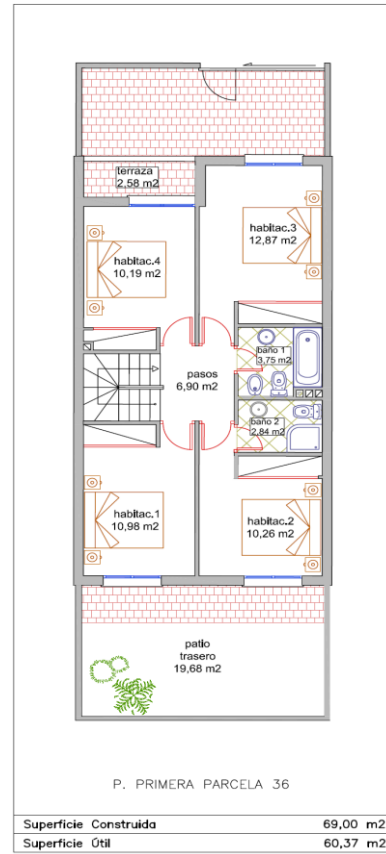 terraza
2,58 m2
habitac.3
12,87 m2
habitac.4
10,19 m2
baño 1
3,75 m2
pasos
6,90 m2
baño 2
2,84 m2
habitac.1
10,98 m2
habitac.2
10,26 m2
patio
trasero
19,68 m2
P. PRIMERA PARCELA 36
Superficie Construida 69,00 m2
Superficie Útil 60,37 m2